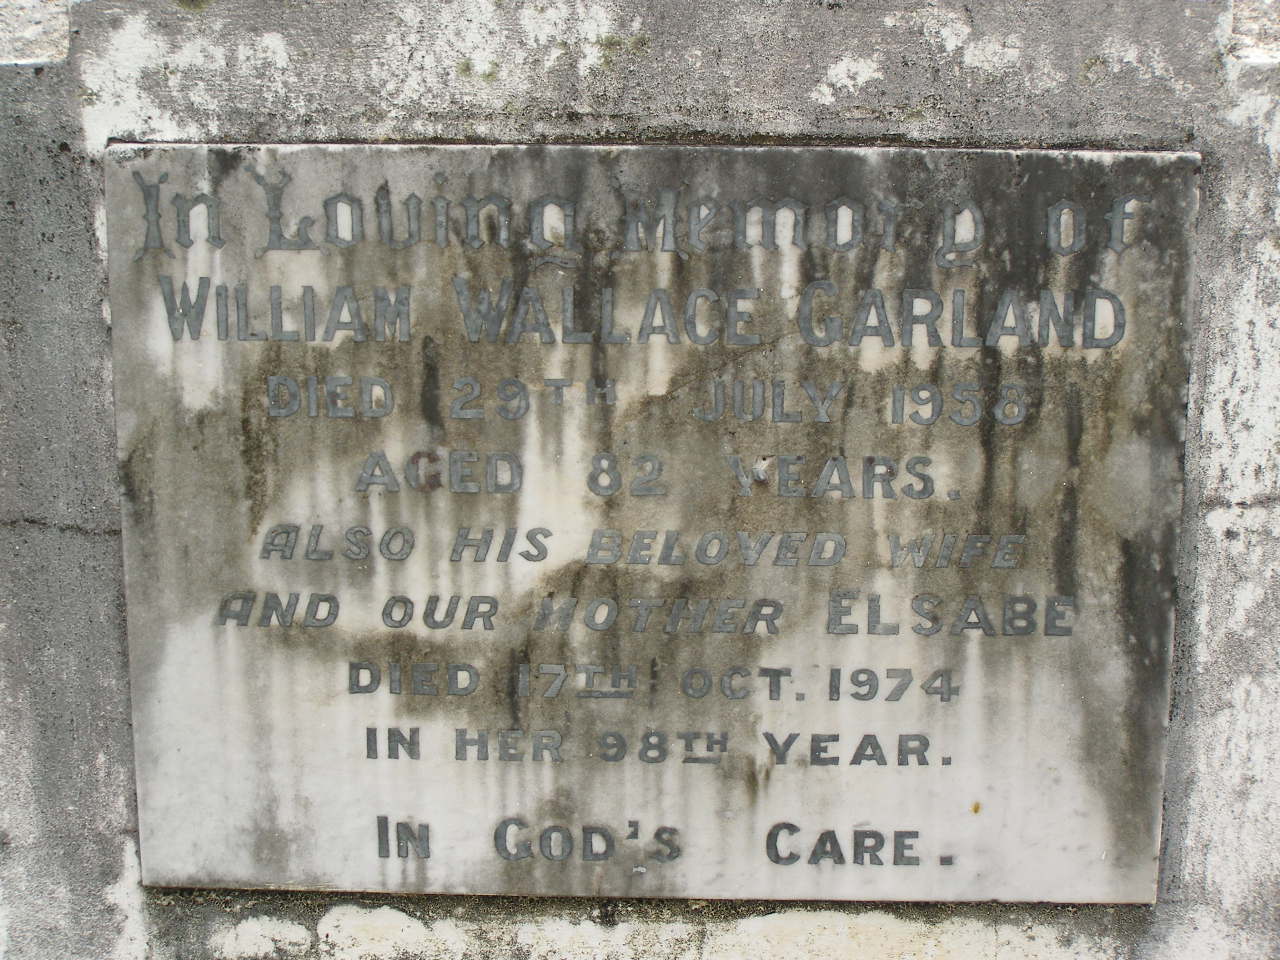 In Loving Memory of
WILLIAM WALLACE GARLAND
DIED 29TH JULY 1958
AGED 82 YEARS.
ALSO HIS BELOVED WIFE
AND OUR MOTHER ELSABE
DIED 17TH OCT. 1974
IN HER 98TH YEAR.
IN GOD'S CARE.